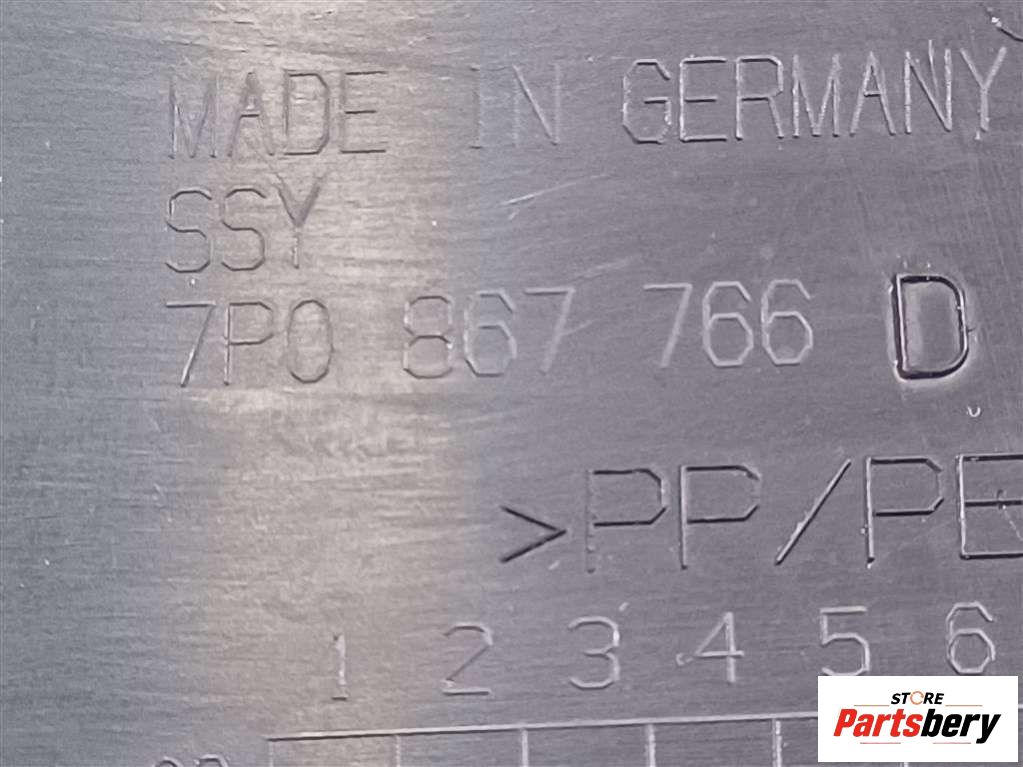 MADE IN GERMANY
SSY
7P0 867 766 D
>PP/PE
1 2 3 4 5 6
STORE
Partsbery